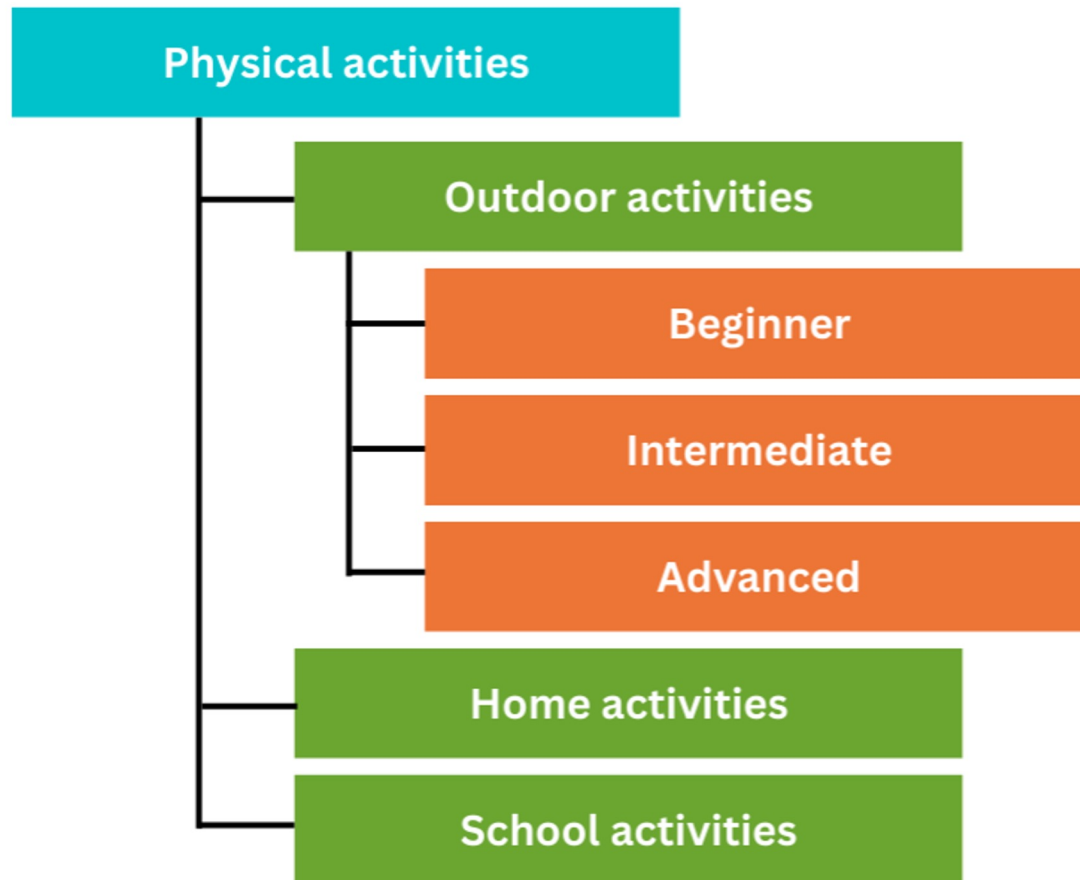 Physical activities
Outdoor activities
Beginner
Intermediate
Advanced
Home activities
School activities